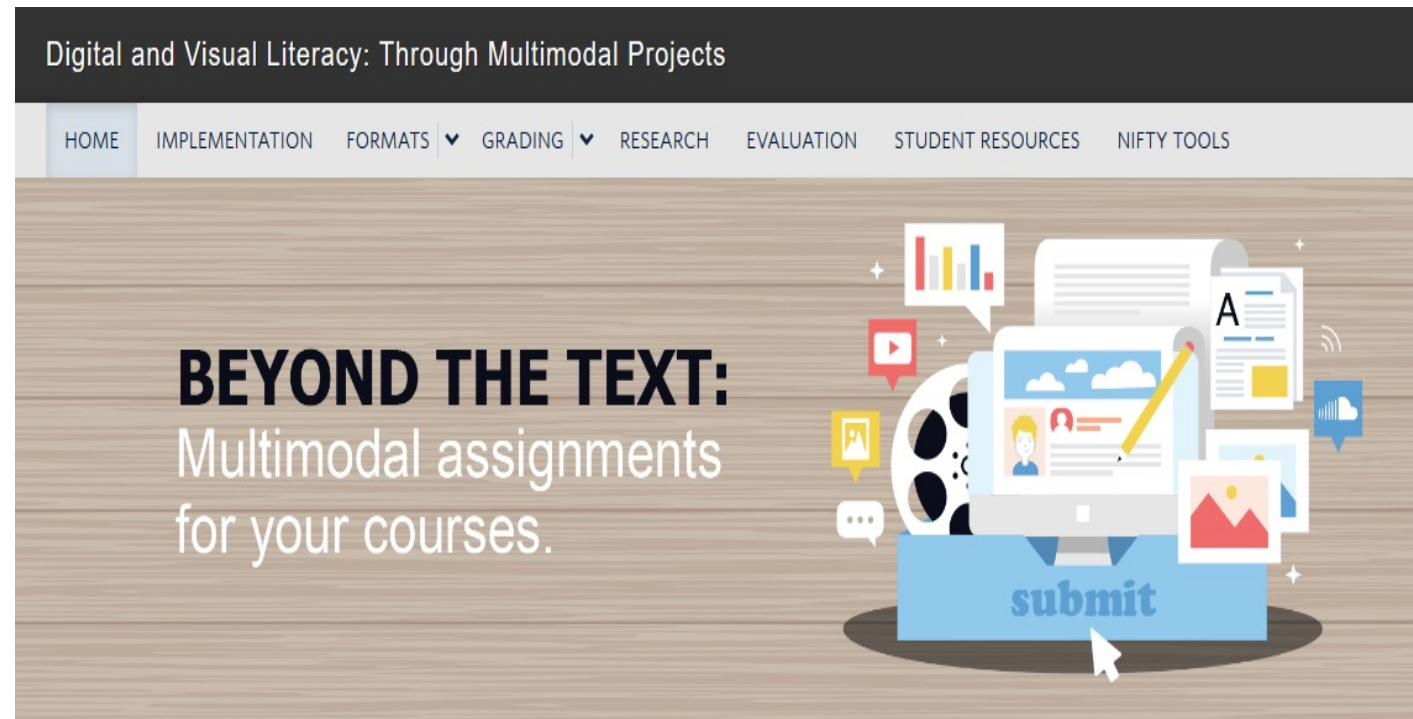 Digital and Visual Literacy: Through Multimodal Projects
HOME IMPLEMENTATION FORMATS GRADING RESEARCH EVALUATION STUDENT RESOURCES NIFTY TOOLS
BEYOND THE TEXT:
Multimodal assignments
for your courses.
A
submit